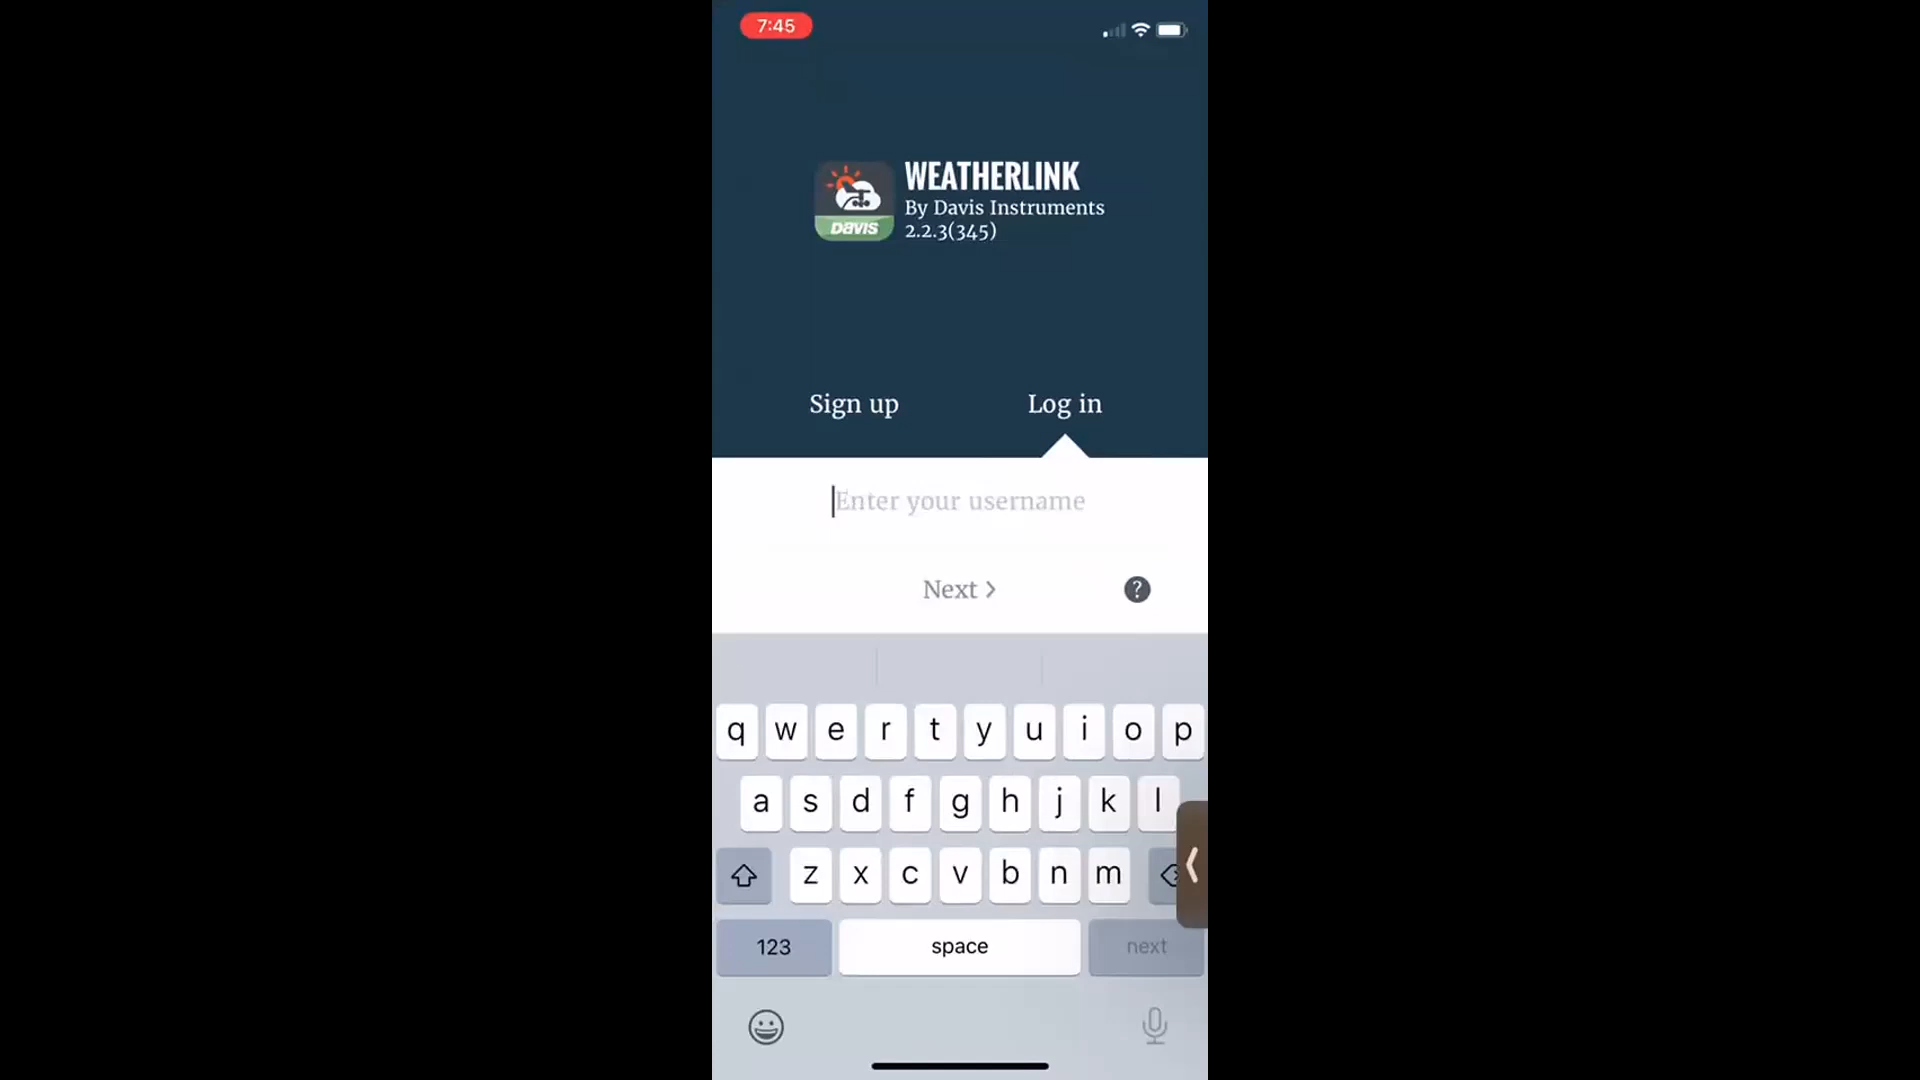 7:45
WEATHERLINK
By Davis Instruments
2.2.3(345)
DAVIS
Sign up Log in
Enter your username
Next >
?
q w e r t y u i o p
a s d f g h j k l
z x c v b n m
123 space next